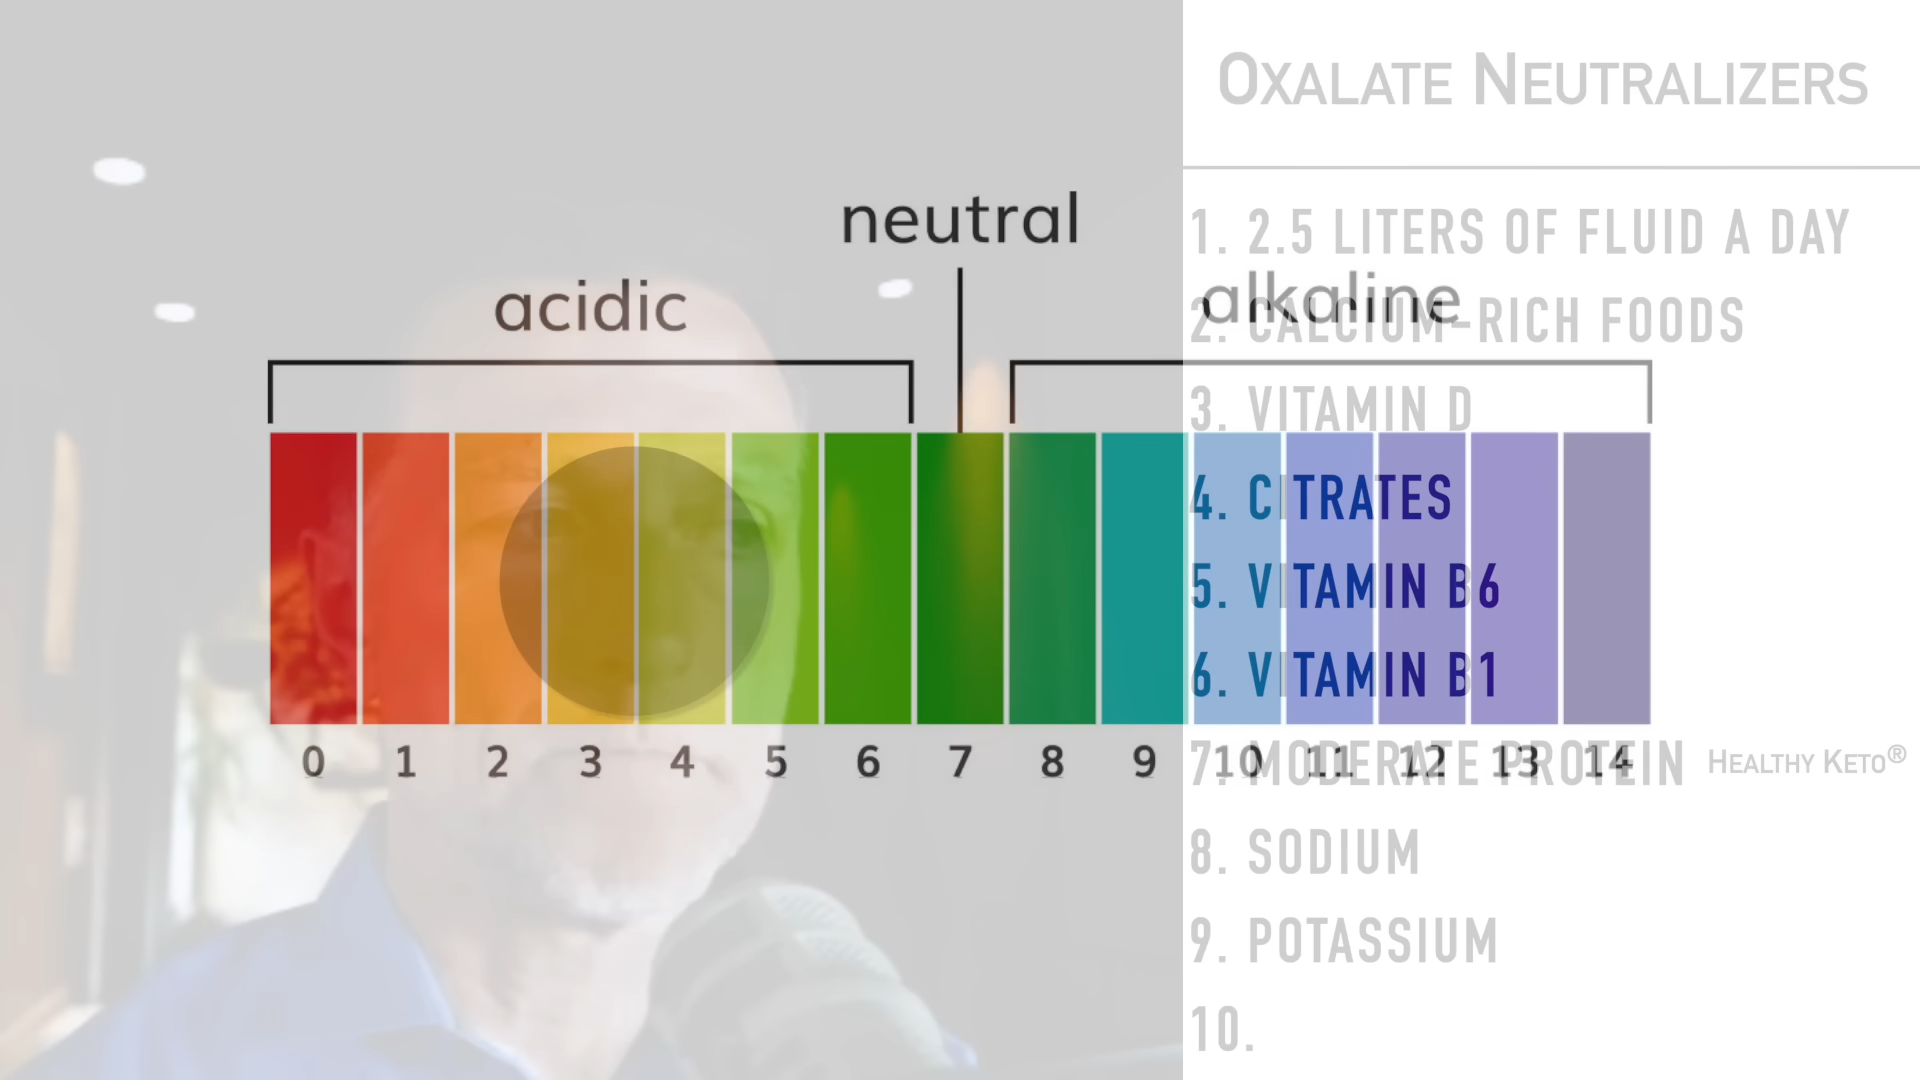 OXALATE NEUTRALIZERS
neutral
acidic
alkaline
0 1 2 3 4 5 6 7 8 9 10 11 12 13 14
1. 2.5 LITERS OF FLUID A DAY
2. CALCIUM-RICH FOODS
3. VITAMIN D
4. CITRATES
5. VITAMIN B6
6. VITAMIN B1
7. MODERATE PROTEIN HEALTHY KETO®
8. SODIUM
9. POTASSIUM
10.